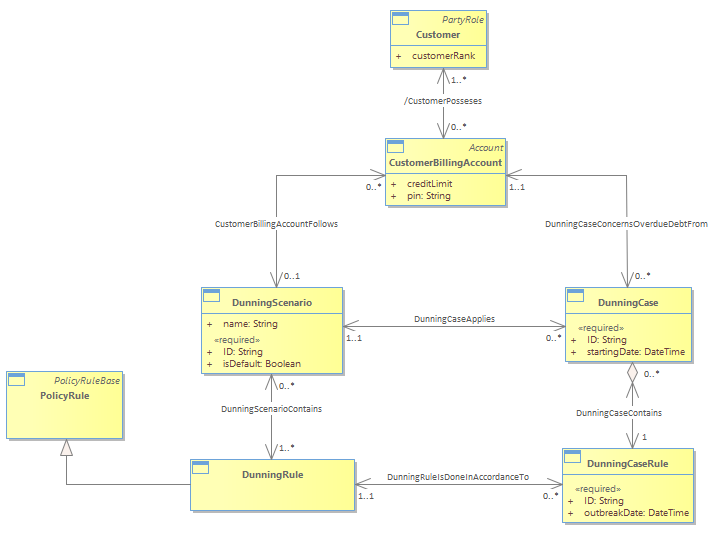 PartyRole
Customer
+ customerRank
1..*
/CustomerPosseses
0..*
Account
CustomerBillingAccount
+ creditLimit
+ pin: String
0..*
1..1
CustomerBillingAccountFollows
DunningCaseConcernsOverdueDebtFrom
0..1
0..*
DunningScenario
+ name: String
«required»
+ ID: String
+ isDefault: Boolean
DunningCaseApplies
1..1
0..*
DunningCase
«required»
+ ID: String
+ startingDate: DateTime
PolicyRuleBase
PolicyRule
0..*
DunningScenarioContains
1..*
0..*
DunningCaseContains
1
DunningRule
DunningRuleIsDoneInAccordanceTo
1..1
0..*
DunningCaseRule
«required»
+ ID: String
+ outbreakDate: DateTime